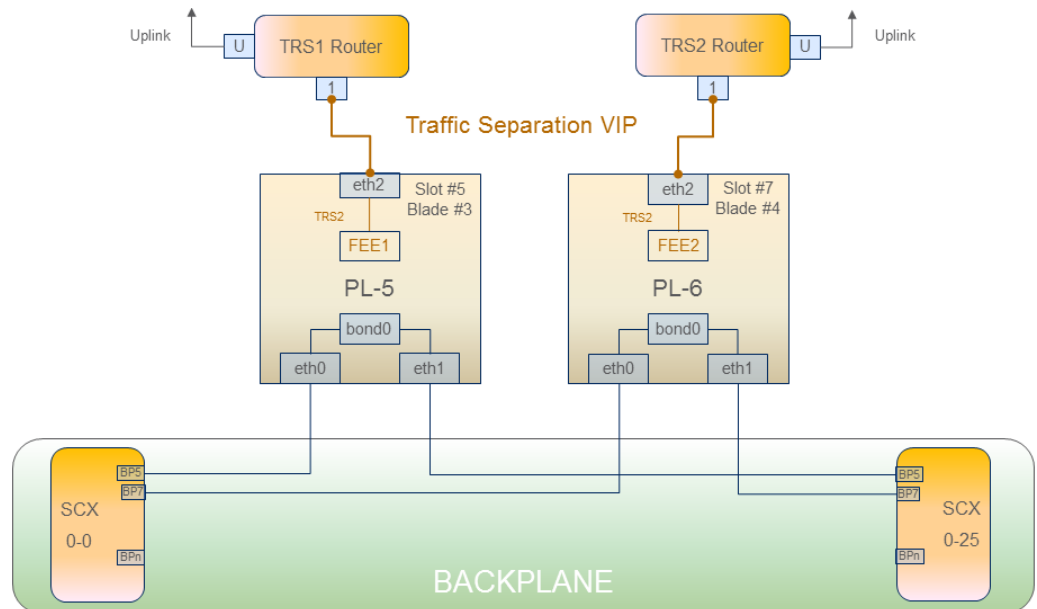 Uplink
U
TRS1 Router
1
TRS2 Router
U
Uplink
1
Traffic Separation VIP
eth2
Slot #5
Blade #3
TRS2
FEE1
PL-5
bond0
eth0
eth1
eth2
Slot #7
Blade #4
TRS2
FEE2
PL-6
bond0
eth0
eth1
BP5
BP7
SCX
0-0
BPn
BP5
BP7
SCX
0-25
BPn
BACKPLANE